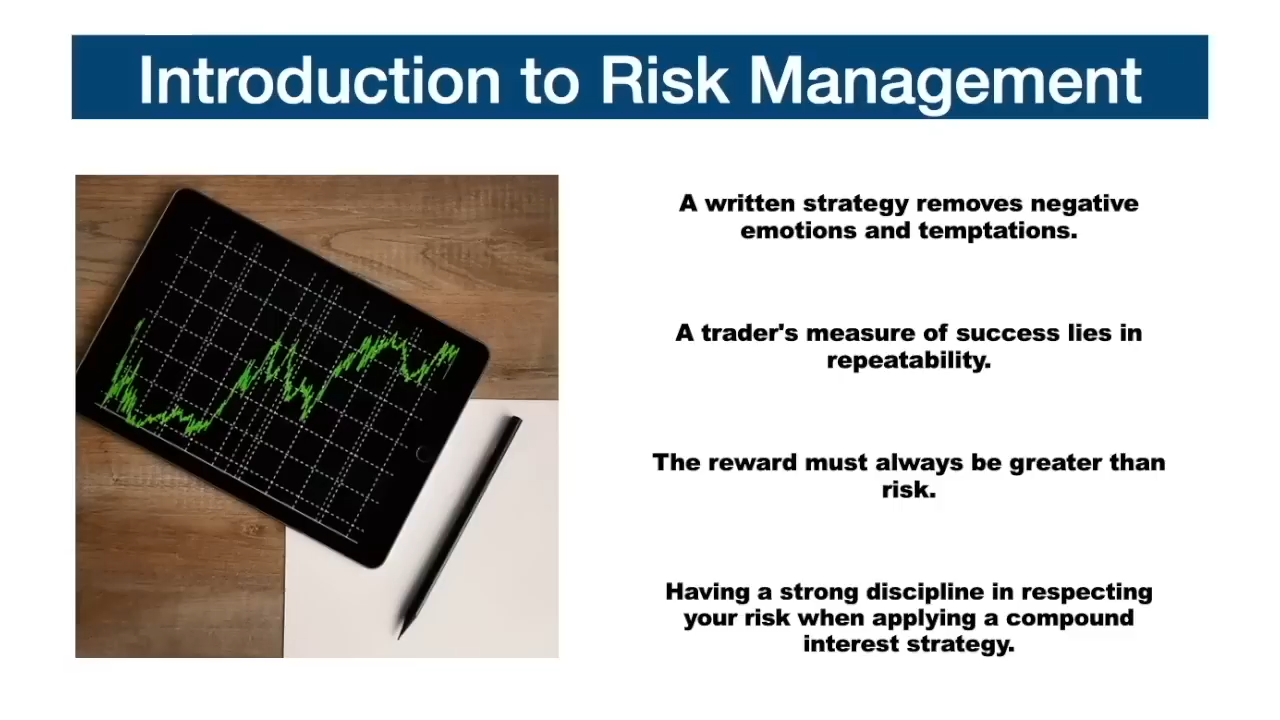 Introduction to Risk Management
A written strategy removes negative
emotions and temptations.
A trader's measure of success lies in
repeatability.
The reward must always be greater than
risk.
Having a strong discipline in respecting
your risk when applying a compound
interest strategy.